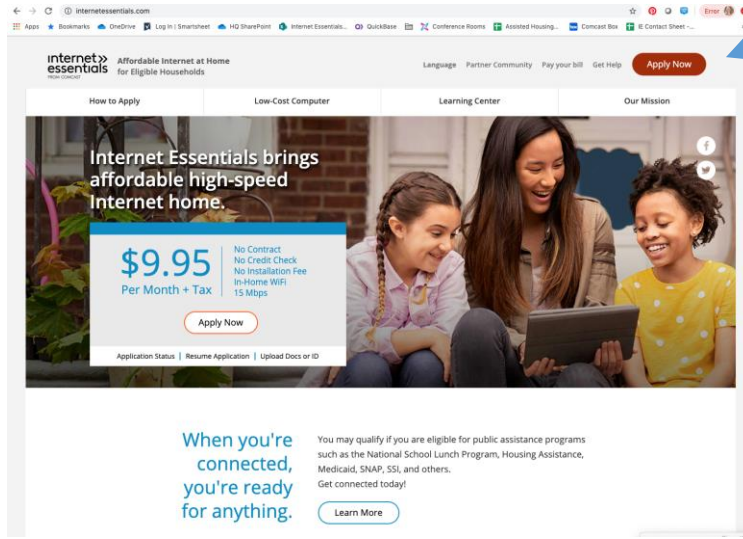 internetessentials.com
Error
Apps Bookmarks OneDrive Log In | Smartsheet HQ SharePoint Internet Essentials... QuickBase Conference Rooms Assisted Housing... Comcast Box IE Contact Sheet -...
internet essentials
FROM COMCAST
Affordable Internet at Home
for Eligible Households
Language Partner Community Pay your bill Get Help Apply Now
How to Apply Low-Cost Computer Learning Center Our Mission
Internet Essentials brings
affordable high-speed
Internet home.
$9.95
Per Month + Tax
No Contract
No Credit Check
No Installation Fee
In-Home WiFi
15 Mbps
Apply Now
Application Status | Resume Application | Upload Docs or ID
When you're
connected,
you're ready
for anything.
You may qualify if you are eligible for public assistance programs
such as the National School Lunch Program, Housing Assistance,
Medicaid, SNAP, SSI, and others.
Get connected today!
Learn More